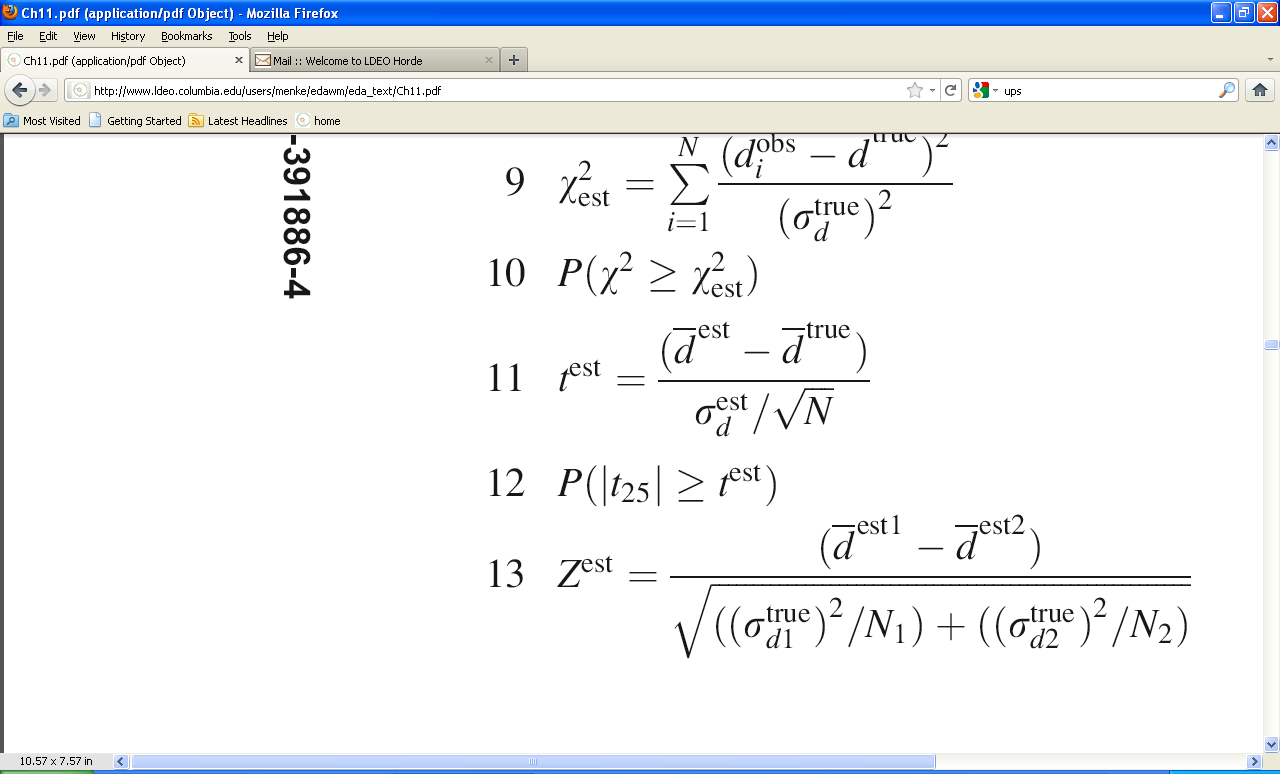 Ch11.pdf (application/pdf Object) - Mozilla Firefox
File Edit View History Bookmarks Tools Help
Ch11.pdf (application/pdf Object) × Mail :: Welcome to LDEO Horde × +
http://www.ldeo.columbia.edu/users/menke/edawm/eda_text/Ch11.pdf ups
Most Visited Getting Started Latest Headlines home
-391886-4
9 χ²_est = ∑_{i=1}^{N} (d_i^obs − d^true)² / (σ_d^true)²
10 P(χ² ≥ χ²_est)
11 t^est = (d̅^est − d̅^true) / (σ_d^est/√N)
12 P(|t₂₅| ≥ t^est)
13 Z^est = (d̅^est1 − d̅^est2) / √(((σ_d1^true)²/N₁) + ((σ_d2^true)²/N₂))
10.57 x 7.57 in